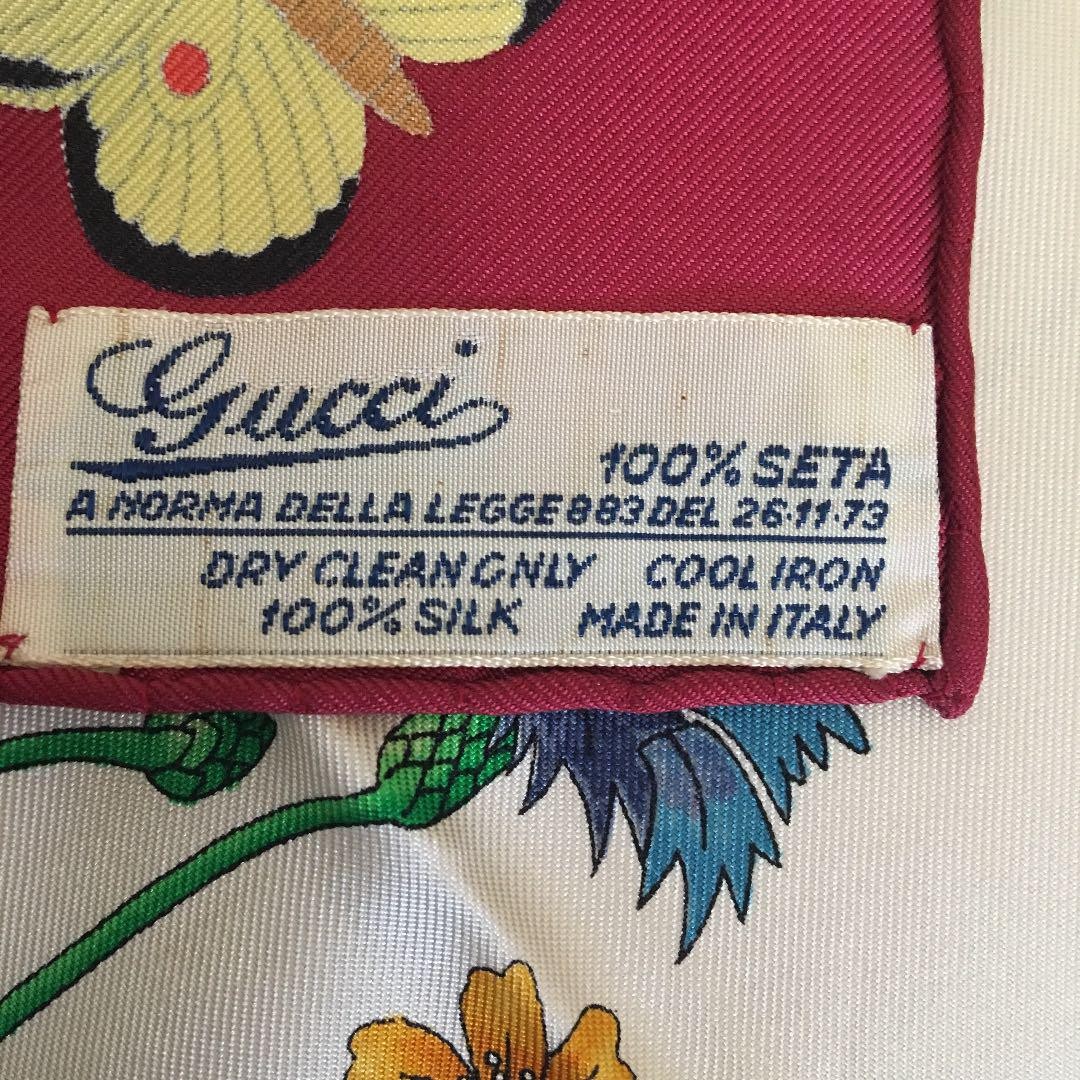 Gucci
100% SETA
A NORMA DELLA LEGGE 883 DEL 26·11·73
DRY CLEAN ONLY COOL IRON
100% SILK MADE IN ITALY